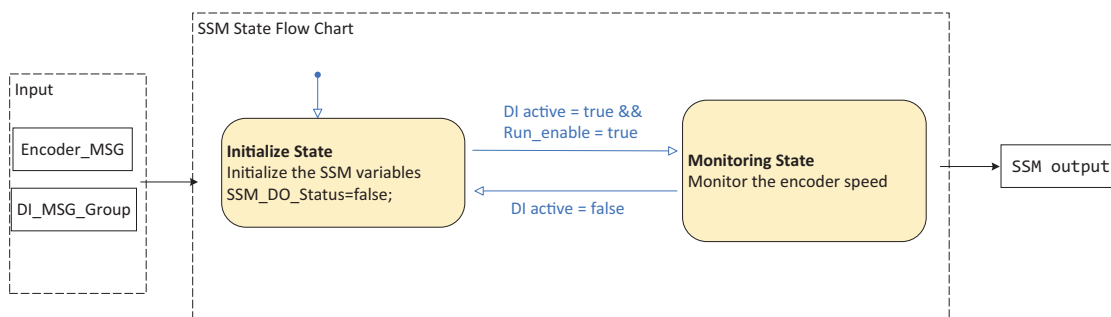 SSM State Flow Chart
Input
Encoder_MSG
DI_MSG_Group
Initialize State
Initialize the SSM variables
SSM_DO_Status=false;
DI active = true &&
Run_enable = true
DI active = false
Monitoring State
Monitor the encoder speed
SSM output